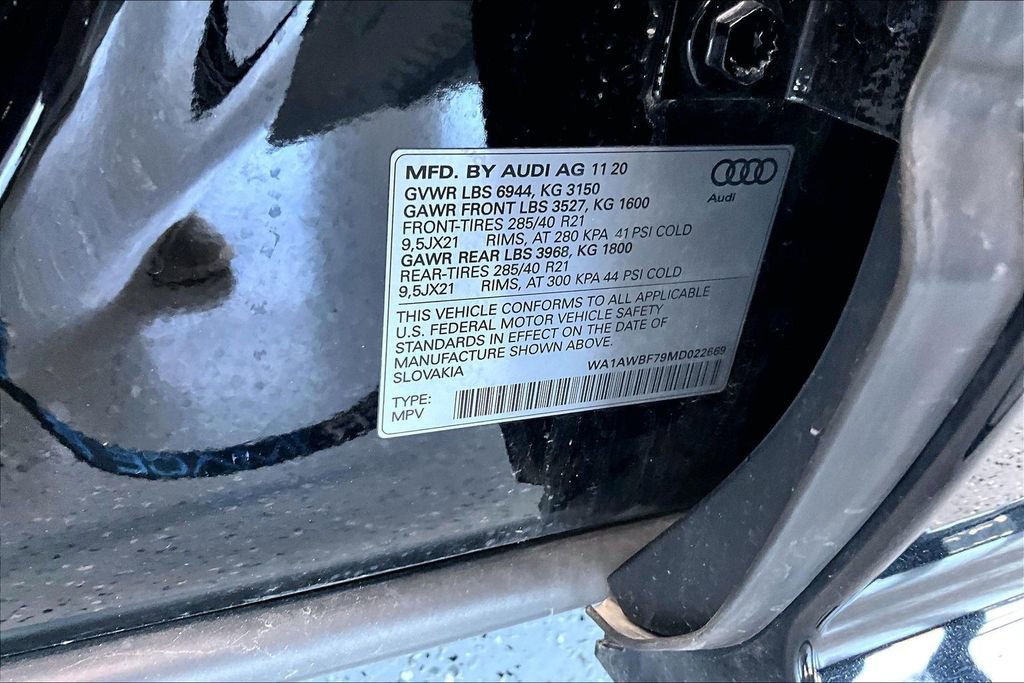 MFD. BY AUDI AG 11 20
Audi
GVWR LBS 6944, KG 3150
GAWR FRONT LBS 3527, KG 1600
FRONT-TIRES 285/40 R21
9,5JX21 RIMS, AT 280 KPA 41 PSI COLD
GAWR REAR LBS 3968, KG 1800
REAR-TIRES 285/40 R21
9,5JX21 RIMS, AT 300 KPA 44 PSI COLD
THIS VEHICLE CONFORMS TO ALL APPLICABLE
U.S. FEDERAL MOTOR VEHICLE SAFETY
STANDARDS IN EFFECT ON THE DATE OF
MANUFACTURE SHOWN ABOVE.
SLOVAKIA WA1AWBF79MD022669
TYPE:
MPV